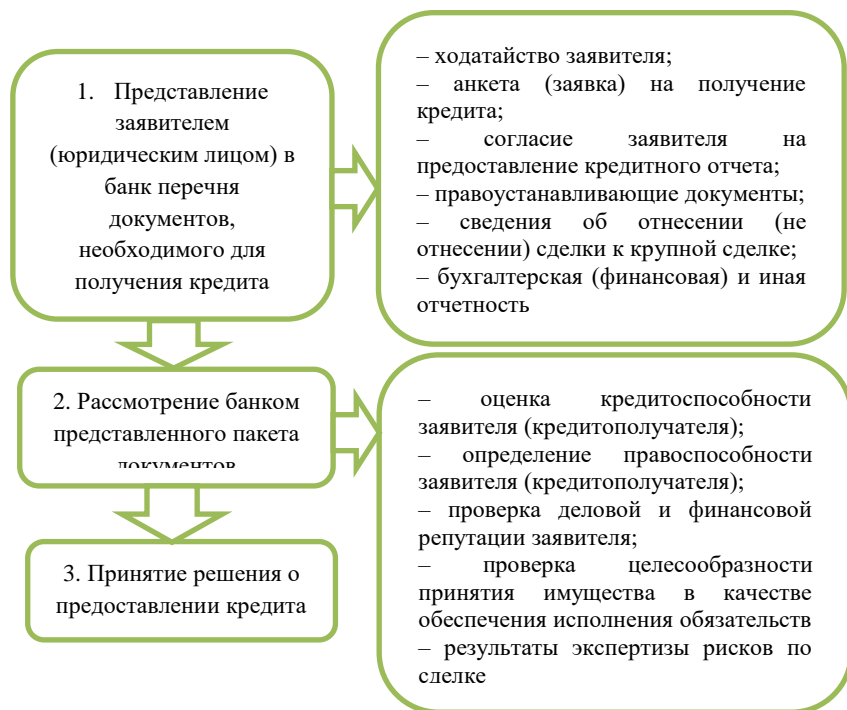 1. Представление
заявителем
(юридическим лицом) в
банк перечня
документов,
необходимого для
получения кредита
– ходатайство заявителя;
– анкета (заявка) на получение
кредита;
– согласие заявителя на
предоставление кредитного отчета;
– правоустанавливающие документы;
– сведения об отнесении (не
отнесении) сделки к крупной сделке;
– бухгалтерская (финансовая) и иная
отчетность
2. Рассмотрение банком
представленного пакета
документов
– оценка кредитоспособности
заявителя (кредитополучателя);
– определение правоспособности
заявителя (кредитополучателя);
– проверка деловой и финансовой
репутации заявителя;
– проверка целесообразности
принятия имущества в качестве
обеспечения исполнения обязательств
– результаты экспертизы рисков по
сделке
3. Принятие решения о
предоставлении кредита